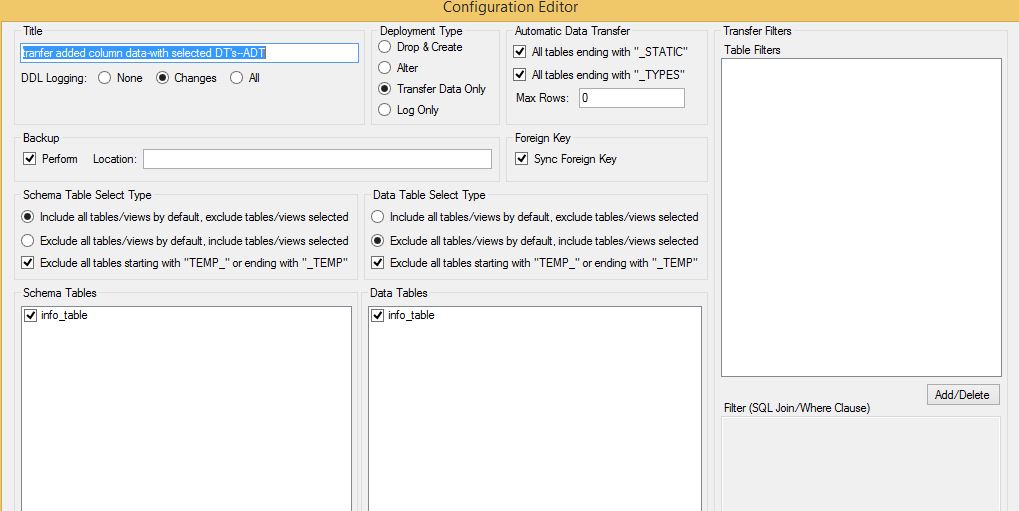 Configuration Editor
Title
tranfer added column data-with selected DT's--ADT
DDL Logging: None Changes All
Deployment Type
Drop & Create
Alter
Transfer Data Only
Log Only
Automatic Data Transfer
All tables ending with "_STATIC"
All tables ending with "_TYPES"
Max Rows: 0
Transfer Filters
Table Filters
Backup
Perform Location:
Foreign Key
Sync Foreign Key
Schema Table Select Type
Include all tables/views by default, exclude tables/views selected
Exclude all tables/views by default, include tables/views selected
Exclude all tables starting with "TEMP_" or ending with "_TEMP"
Data Table Select Type
Include all tables/views by default, exclude tables/views selected
Exclude all tables/views by default, include tables/views selected
Exclude all tables starting with "TEMP_" or ending with "_TEMP"
Schema Tables
info_table
Data Tables
info_table
Add/Delete
Filter (SQL Join/Where Clause)